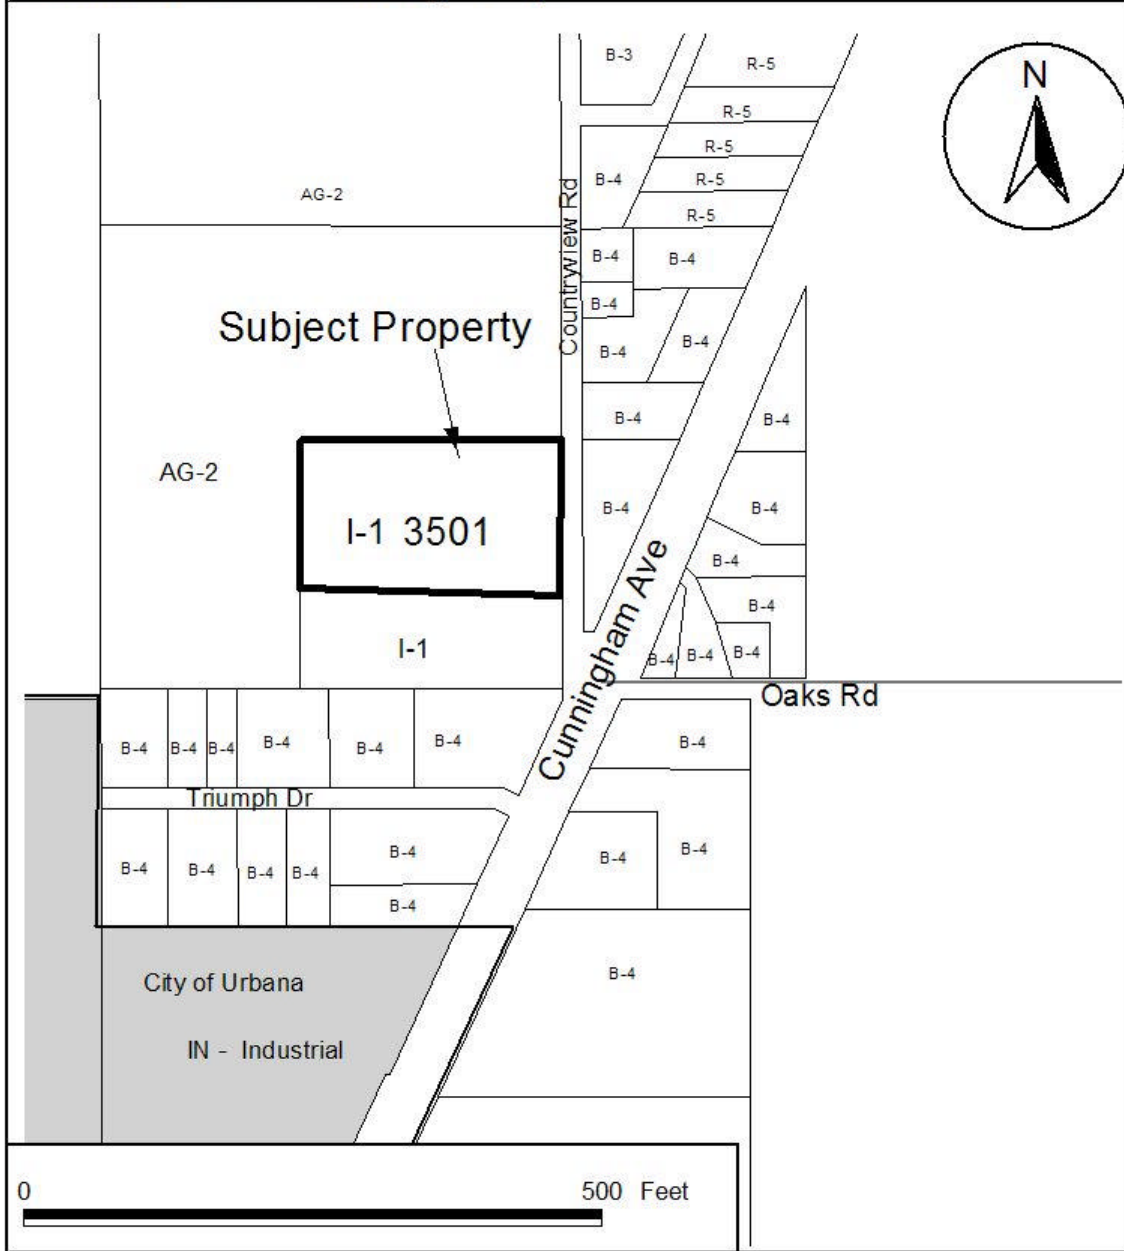 B-3
R-5
N
R-5
R-5
AG-2
B-4
R-5
Countryview Rd
R-5
B-4
B-4
B-4
Subject Property
B-4
B-4
B-4
B-4
AG-2
B-4
B-4
I-1 3501
B-4
B-4
I-1
B-4
B-4
B-4
Cunningham Ave
Oaks Rd
B-4
B-4
B-4
B-4
B-4
B-4
B-4
Triumph Dr
B-4
B-4
B-4
B-4
B-4
B-4
B-4
B-4
B-4
City of Urbana
B-4
IN - Industrial
0
500 Feet